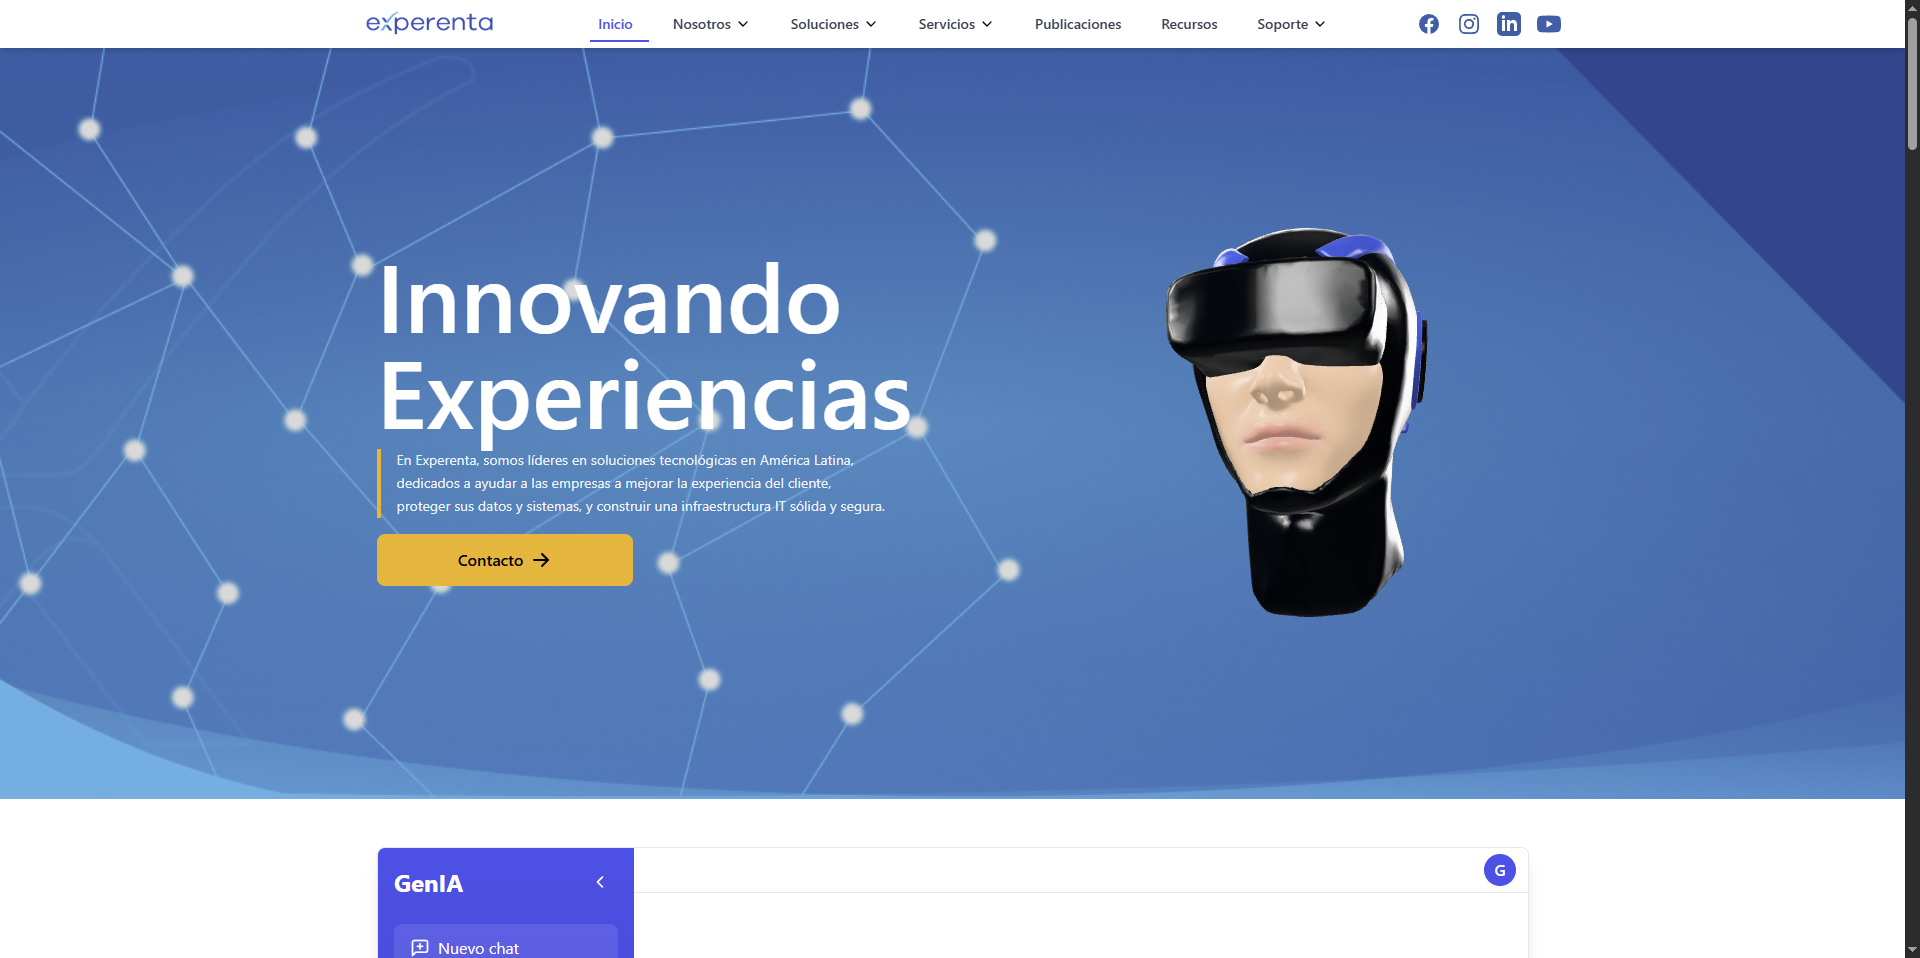 experenta
Inicio
Nosotros
Soluciones
Servicios
Publicaciones
Recursos
Soporte
Innovando
Experiencias
En Experenta, somos líderes en soluciones tecnológicas en América Latina,
dedicados a ayudar a las empresas a mejorar la experiencia del cliente,
proteger sus datos y sistemas, y construir una infraestructura IT sólida y segura.
Contacto
GenIA
G
Nuevo chat